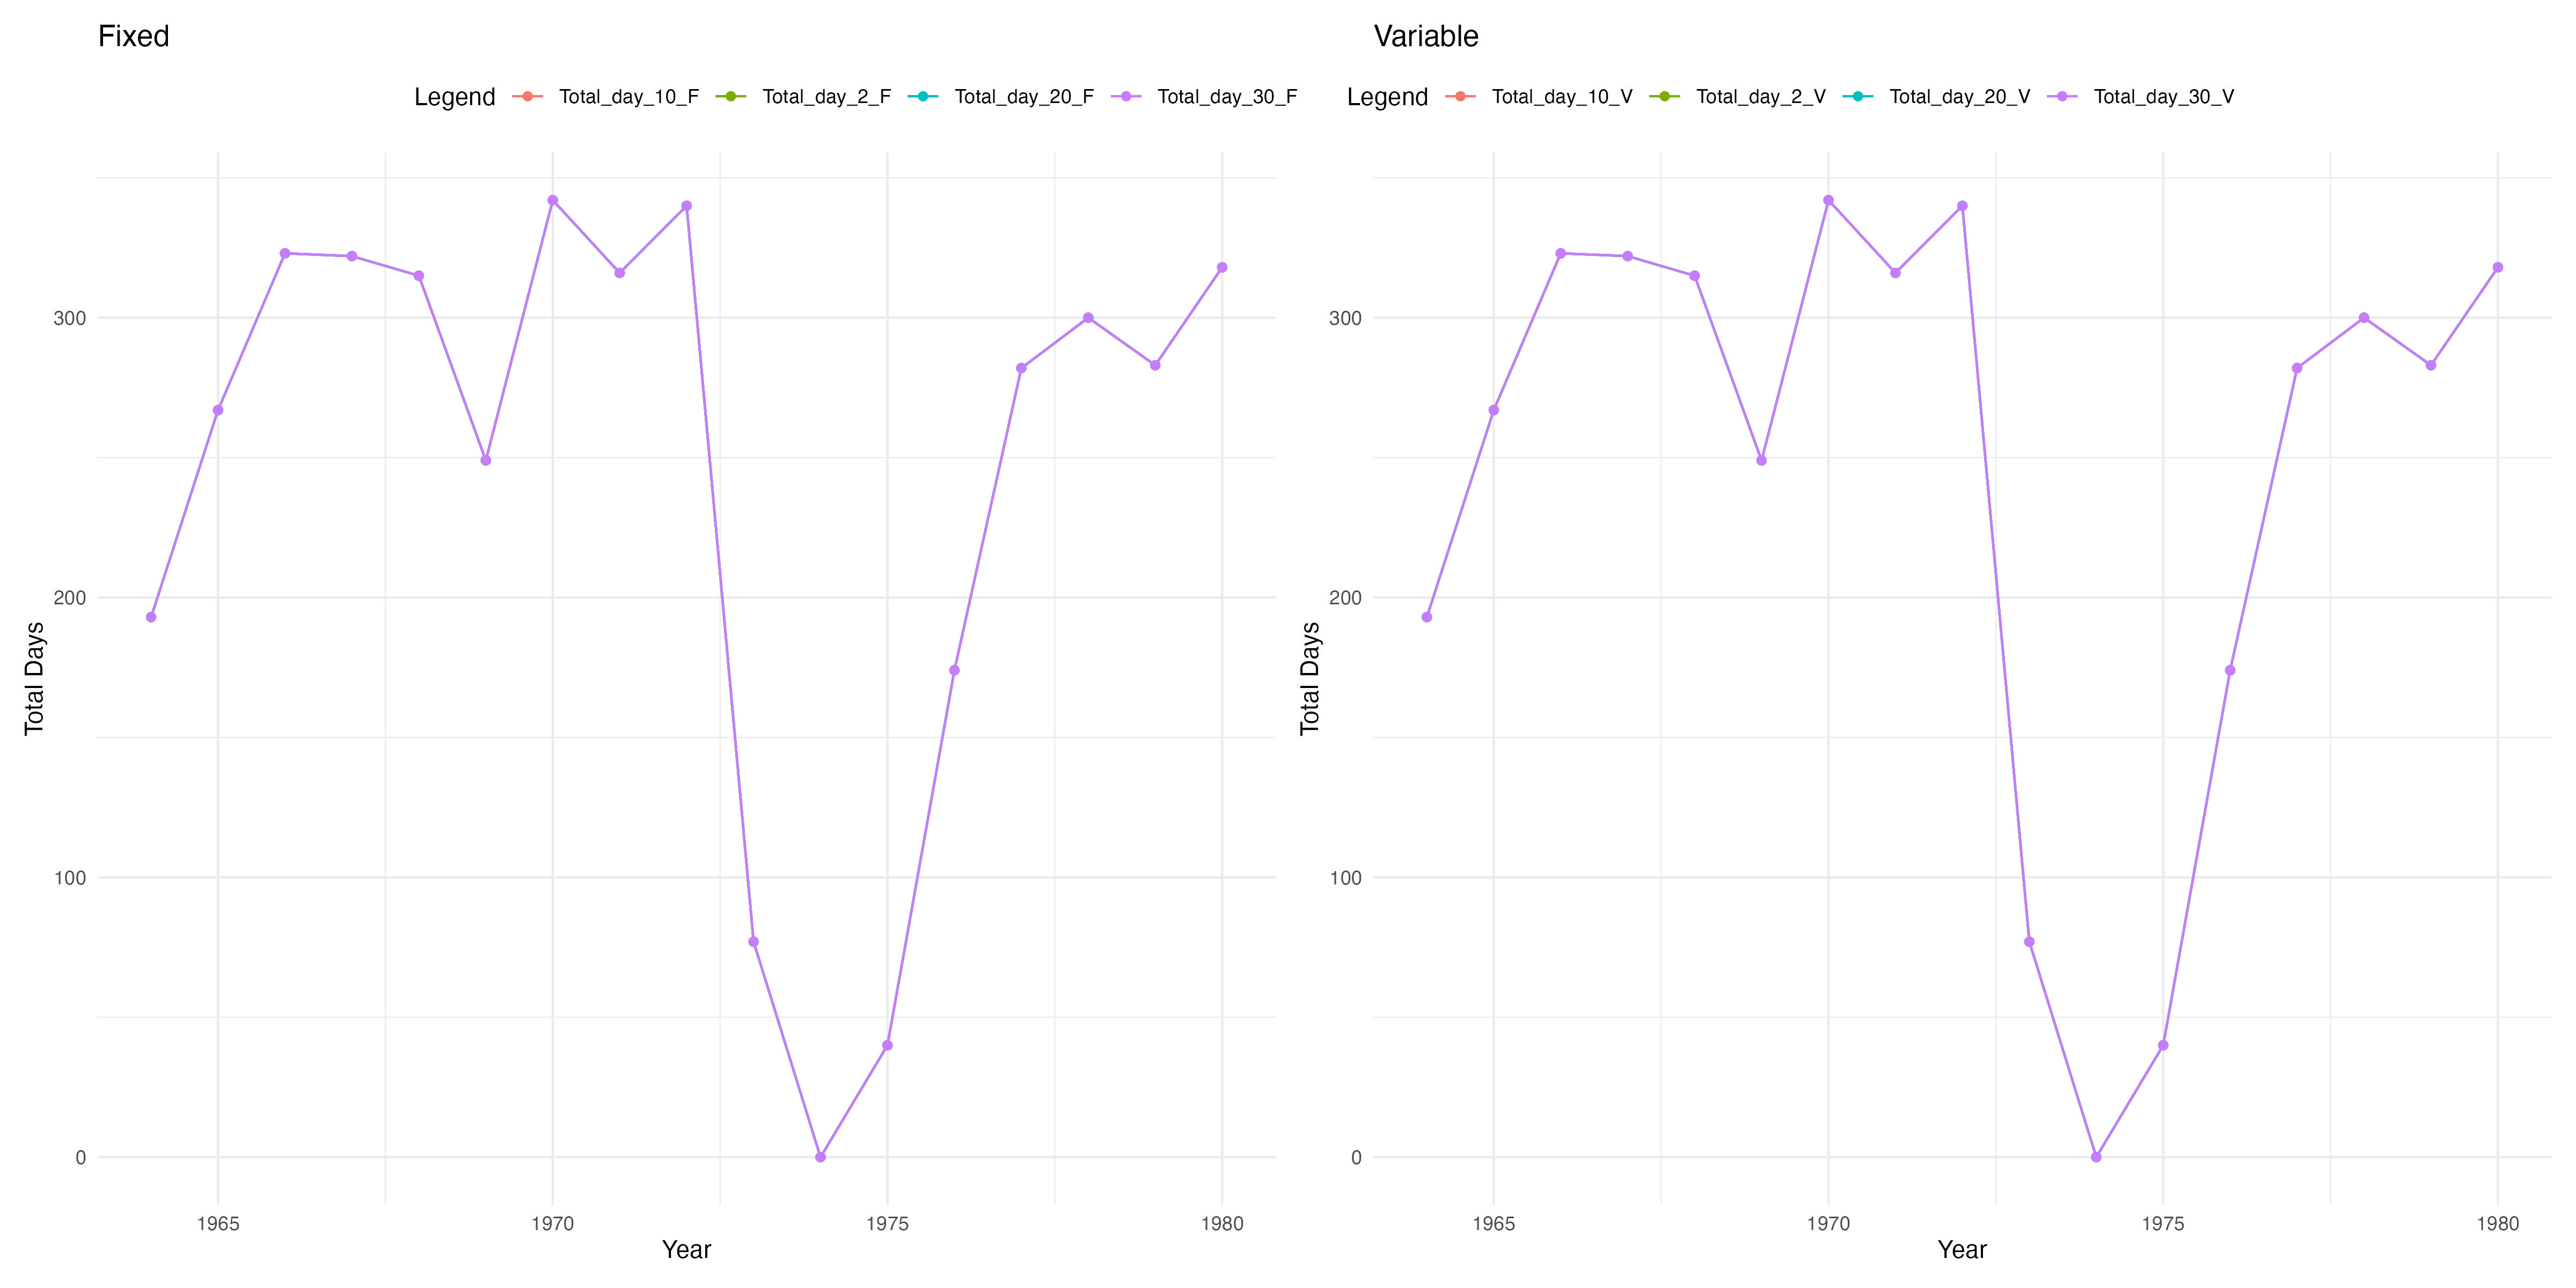 Fixed
Legend Total_day_10_F Total_day_2_F Total_day_20_F Total_day_30_F
300
200
100
0
Total Days
1965 1970 1975 1980
Year
Variable
Legend Total_day_10_V Total_day_2_V Total_day_20_V Total_day_30_V
300
200
100
0
Total Days
1965 1970 1975 1980
Year